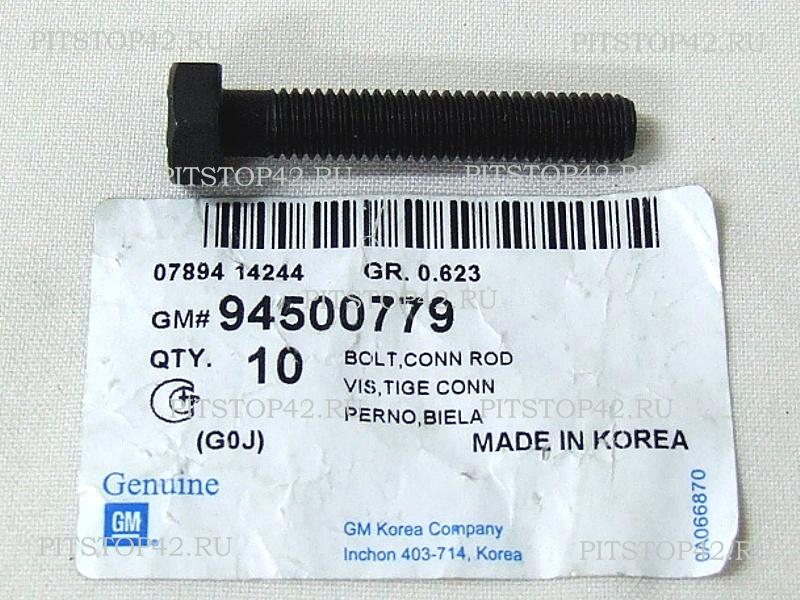 PITSTOP42.RU PITSTOP42.RU
PITSTOP42.RU PITSTOP42.RU
07894 14244 GR. 0.623
PITSTOP42.RU
GM# 94500779
QTY. 10 BOLT,CONN ROD
VIS,TIGE CONN
PITSTOP42.RU PITSTOP42.RU
PERNO,BIELA
(G0J) MADE IN KOREA
Genuine
GM
GM Korea Company
Inchon 403-714, Korea
PITSTOP42.RU PITSTOP42.RU